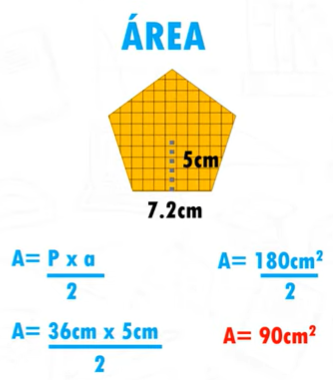 ÁREA
5cm
7.2cm
A= P x a
2
A= 36cm x 5cm
2
A= 180cm²
2
A= 90cm²